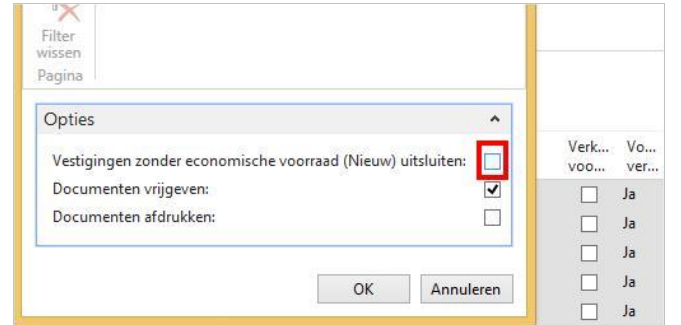 Filter
wissen
Pagina
Opties
Vestigingen zonder economische voorraad (Nieuw) uitsluiten:
Documenten vrijgeven:
Documenten afdrukken:
OK Annuleren
Verk... Vo...
voo... ver...
Ja
Ja
Ja
Ja
Ja